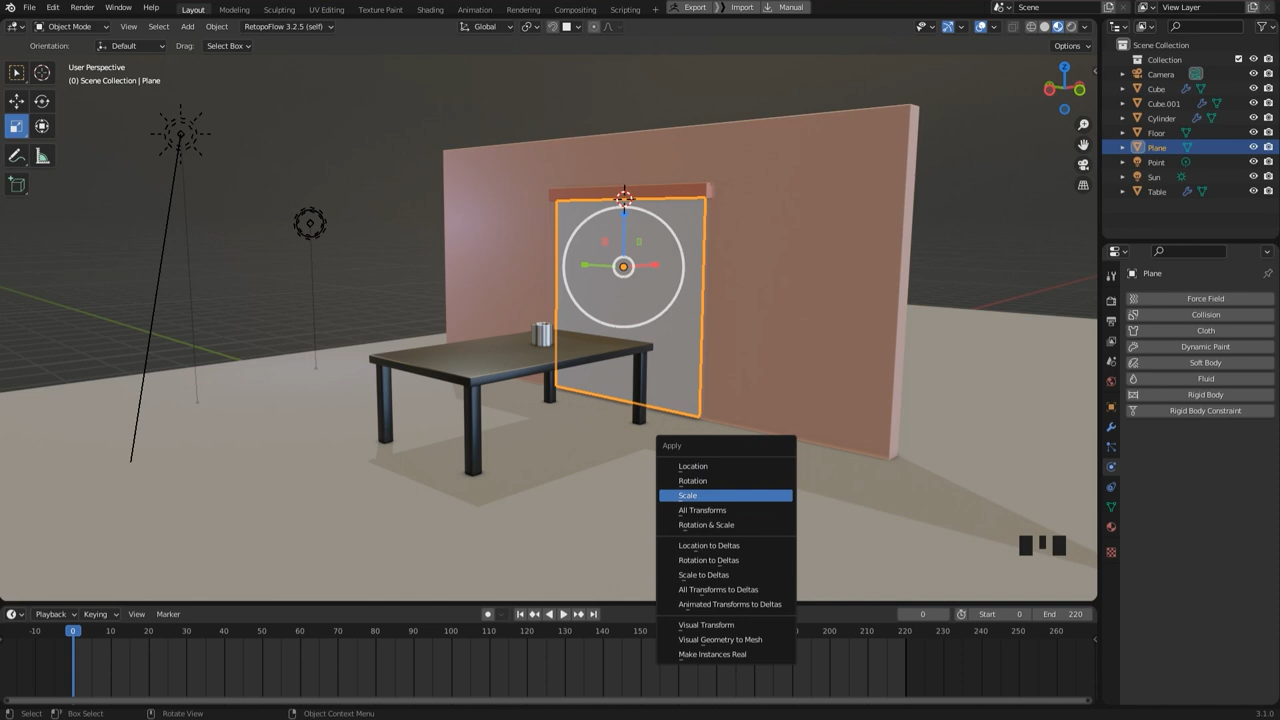 File Edit Render Window Help Layout Modeling Sculpting UV Editing Texture Paint Shading Animation Rendering Compositing Scripting + Export Import Manual Scene View Layer
Object Mode View Select Add Object RetopoFlow 3.2.5 (self) Global
Orientation: Default Drag: Select Box Options
User Perspective
(0) Scene Collection | Plane
Scene Collection
Collection
Camera
Cube
Cube.001
Cylinder
Floor
Plane
Point
Sun
Table
Plane
Force Field
Collision
Cloth
Dynamic Paint
Soft Body
Fluid
Rigid Body
Rigid Body Constraint
Apply
Location
Rotation
Scale
All Transforms
Rotation & Scale
Location to Deltas
Rotation to Deltas
Scale to Deltas
All Transforms to Deltas
Animated Transforms to Deltas
Visual Transform
Visual Geometry to Mesh
Make Instances Real
Playback Keying View Marker 0 Start 0 End 220
-10 0 10 20 30 40 50 60 70 80 90 100 110 120 130 140 150 200 210 220 230 240 250 260
Select Box Select Rotate View Object Context Menu 3.1.0